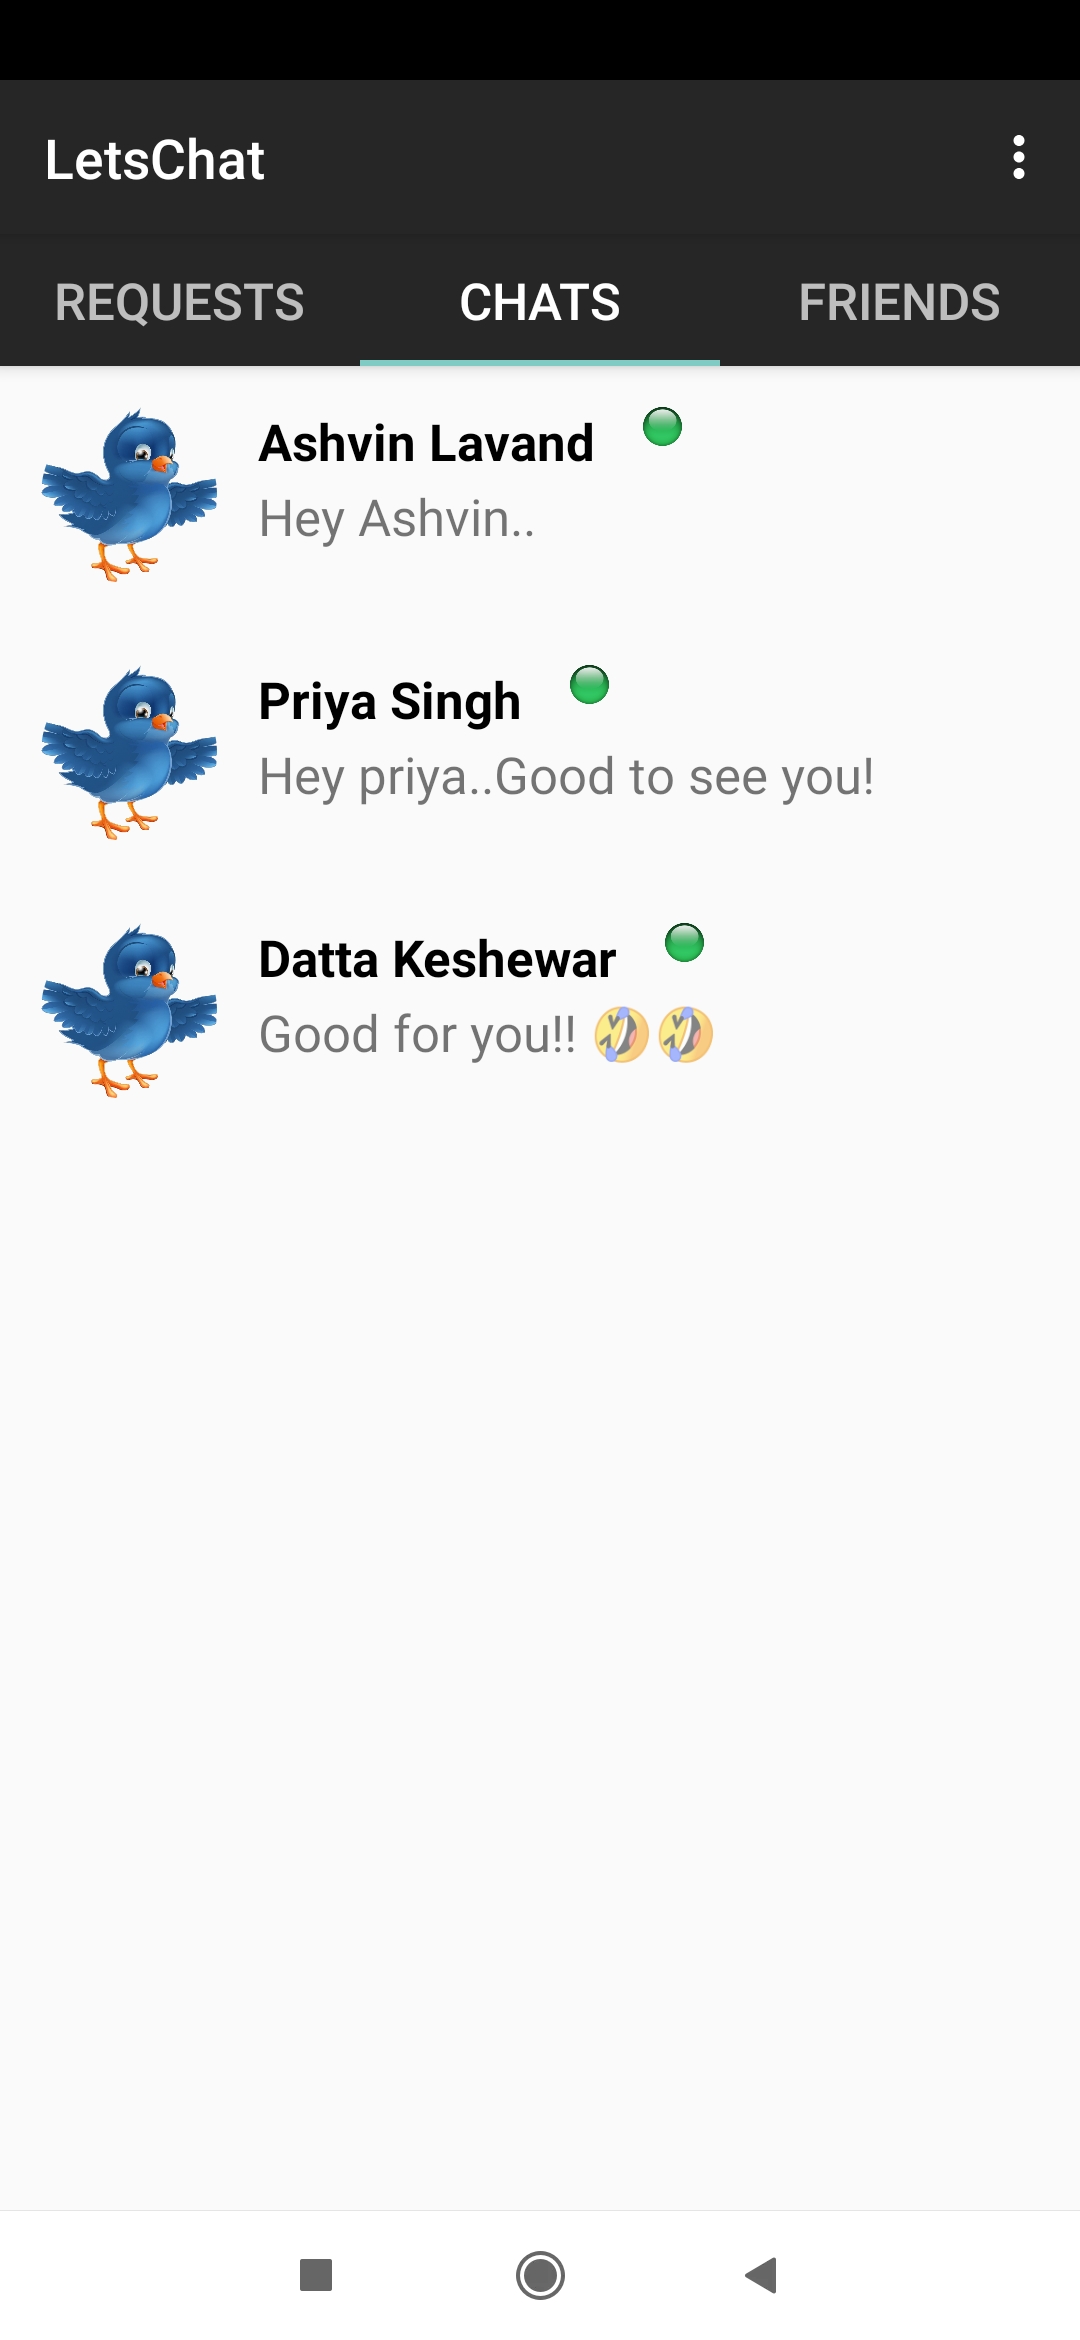 LetsChat
REQUESTS CHATS FRIENDS
Ashvin Lavand
Hey Ashvin..
Priya Singh
Hey priya..Good to see you!
Datta Keshewar
Good for you!! 🤣🤣